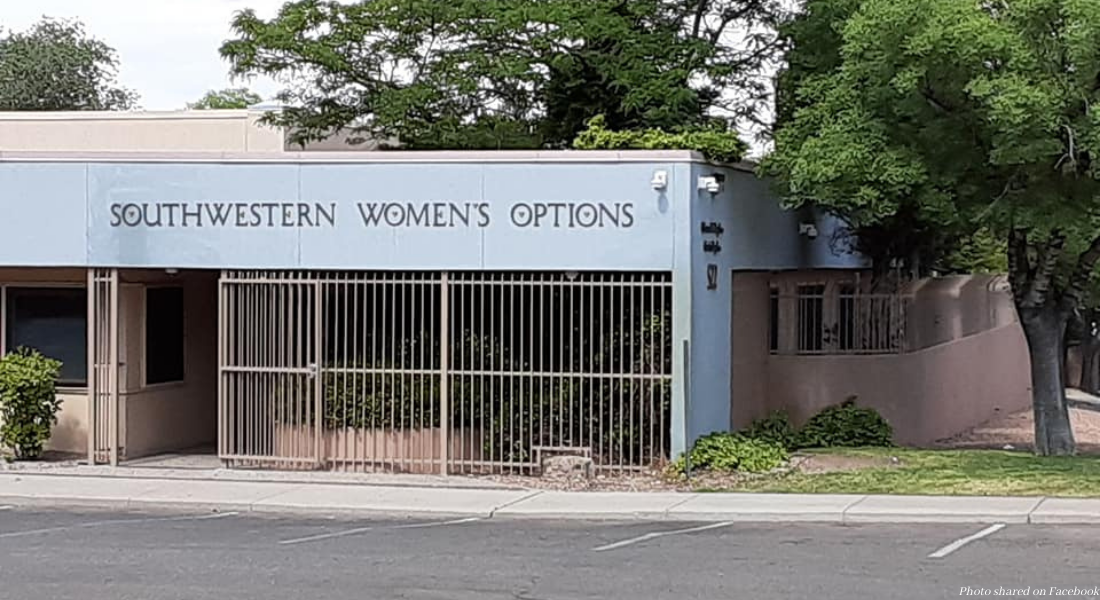 SOUTHWESTERN WOMEN'S OPTIONS
Photo shared on Facebook